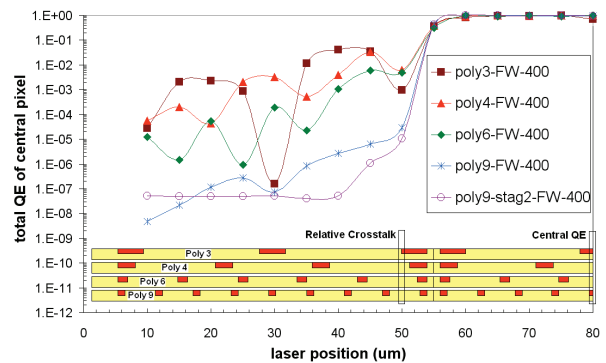 1.E+00
1.E-01
1.E-02
1.E-03
1.E-04
1.E-05
1.E-06
1.E-07
1.E-08
1.E-09
1.E-10
1.E-11
1.E-12
total QE of central pixel
poly3-FW-400
poly4-FW-400
poly6-FW-400
poly9-FW-400
poly9-stag2-FW-400
Relative Crosstalk
Central QE
Poly 3
Poly 4
Poly 6
Poly 9
0 10 20 30 40 50 60 70 80
laser position (um)